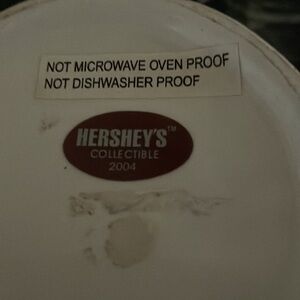 NOT MICROWAVE OVEN PROOF
NOT DISHWASHER PROOF
HERSHEY'S™
COLLECTIBLE
2004